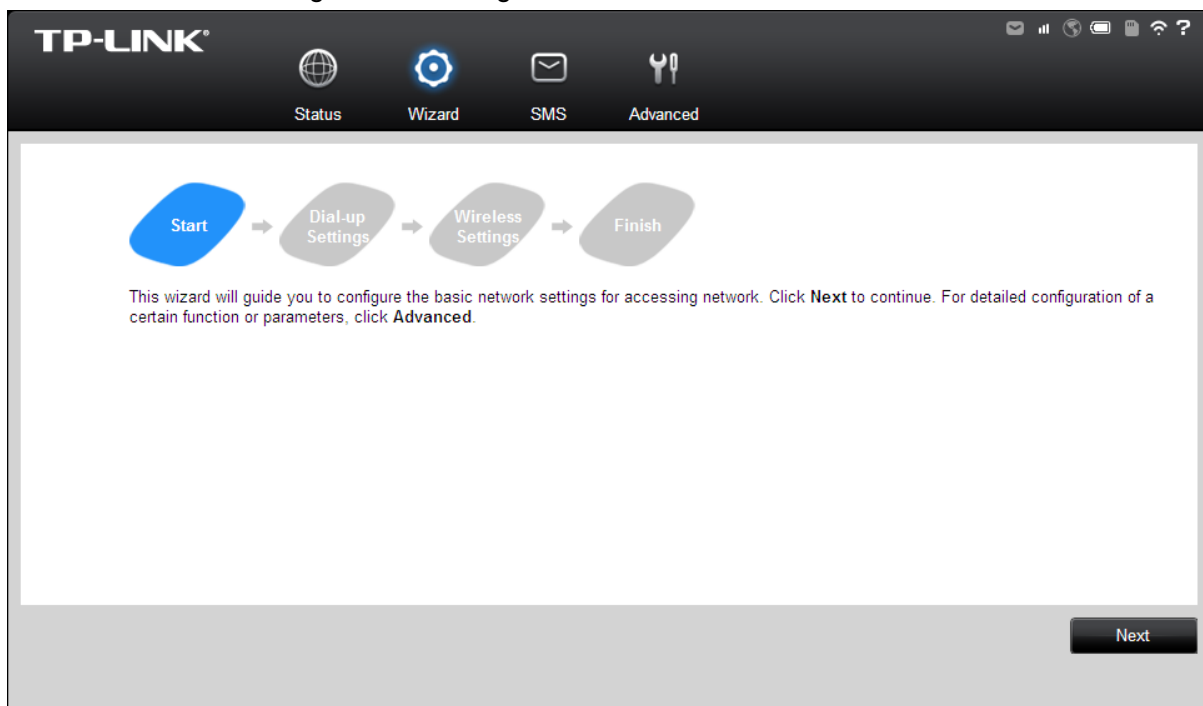 TP-LINK®
Status Wizard SMS Advanced
Start Dial-up Settings Wireless Settings Finish
This wizard will guide you to configure the basic network settings for accessing network. Click Next to continue. For detailed configuration of a
certain function or parameters, click Advanced.
Next